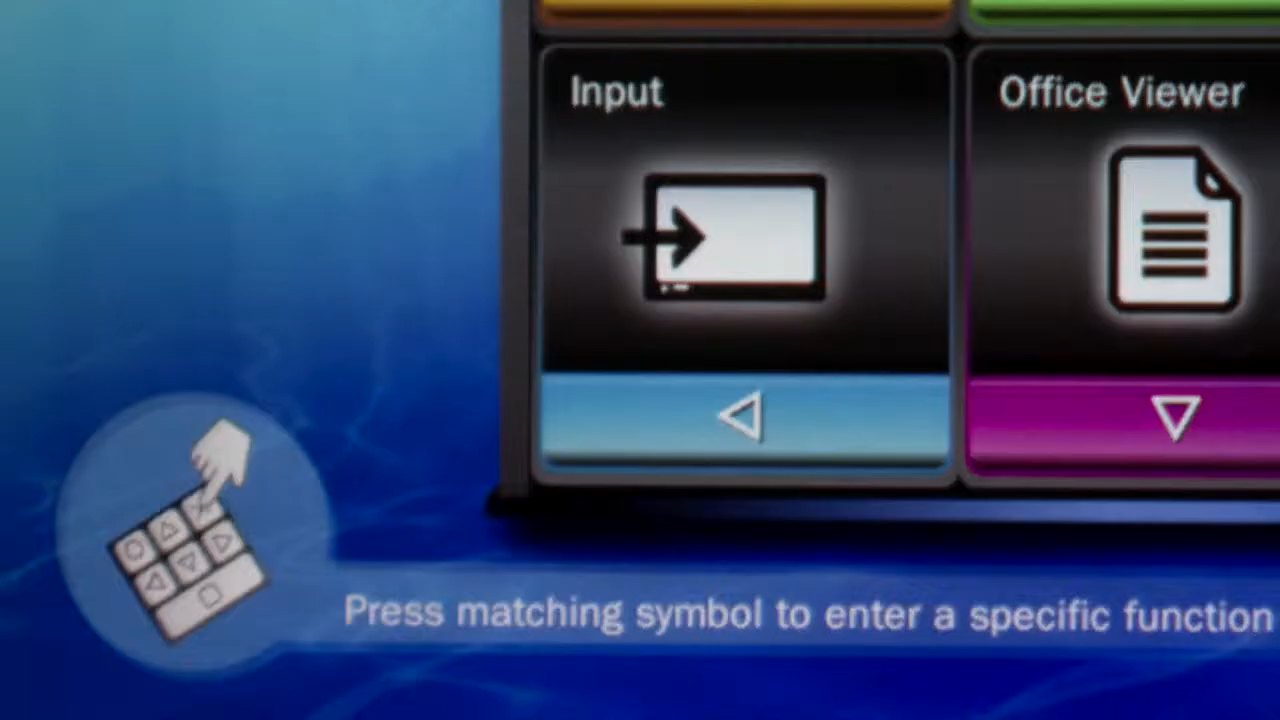 Input
Office Viewer
Press matching symbol to enter a specific function